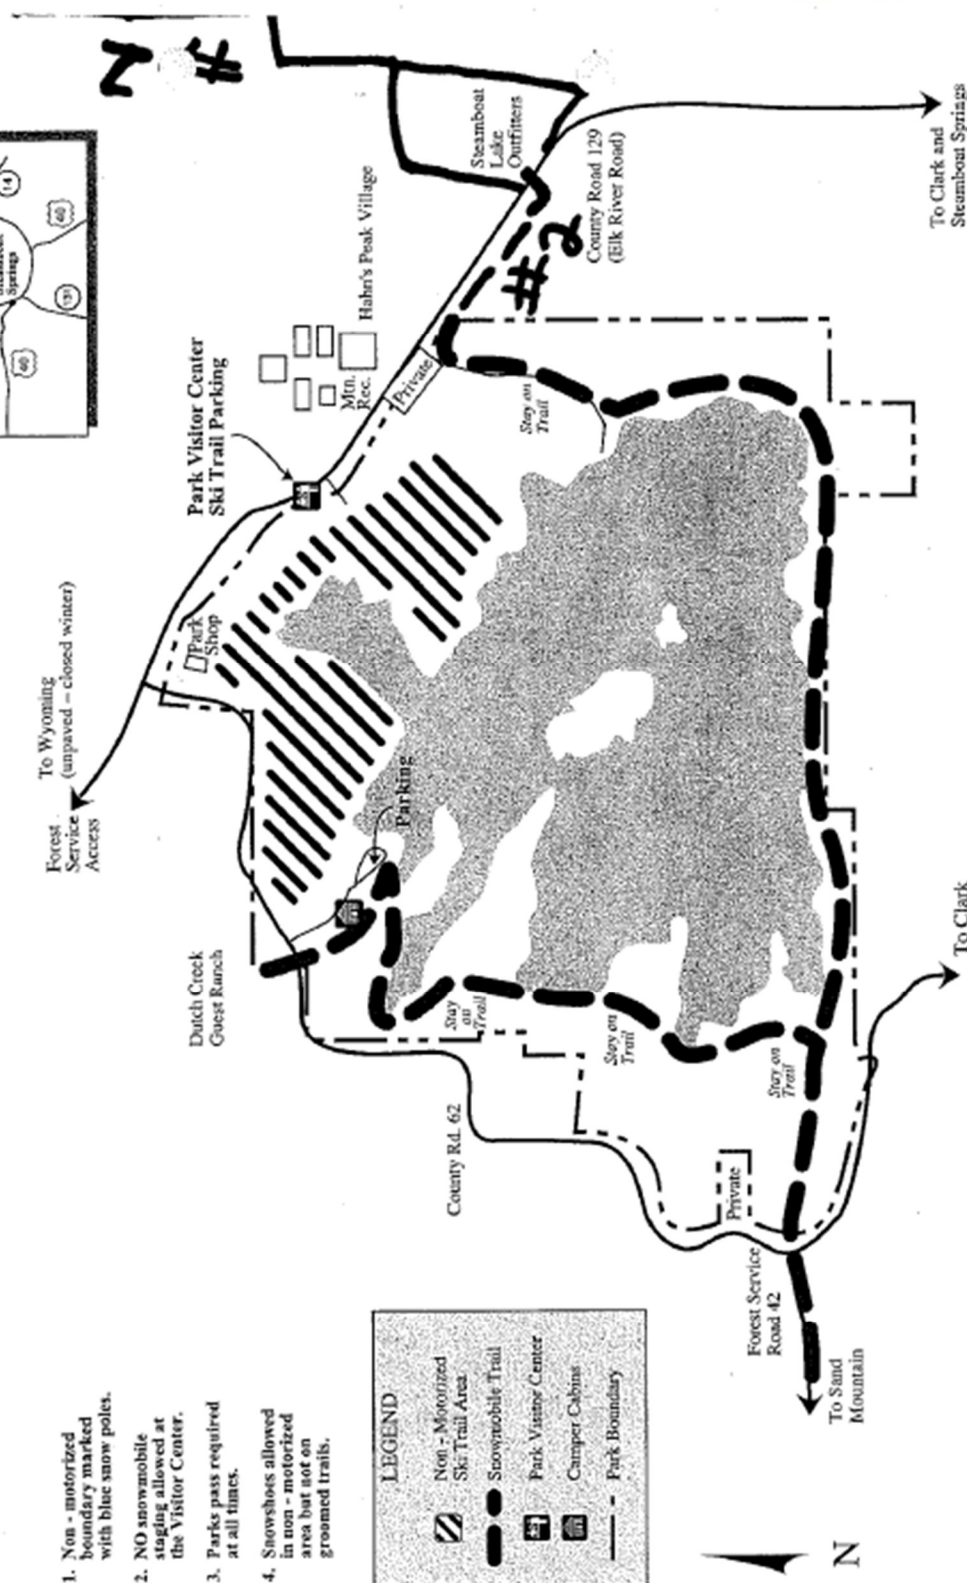 # 2
14
40
131
40
Springs
To Wyoming
(unpaved – closed winter)
Forest
Service
Access
Park Visitor Center
Ski Trail Parking
Park
Shop
Mtn.
Rec.
Hahn's Peak Village
Steamboat
Lake
Outfitters
Private
# 2
County Road 129
(Elk River Road)
To Clark and
Steamboat Springs
Stay on
Trail
Parking
Dutch Creek
Guest Ranch
Stay
on
Trail
Stay on
Trail
Stay on
Trail
County Rd. 62
Private
To Clark
Forest Service
Road 42
To Sand
Mountain
1. Non - motorized
boundary marked
with blue snow poles.
2. NO snowmobile
staging allowed at
the Visitor Center.
3. Parks pass required
at all times.
4. Snowshoes allowed
in non - motorized
area but not on
groomed trails.
LEGEND
Non - Motorized
Ski Trail Area
Snowmobile Trail
Park Visitor Center
Camper Cabins
Park Boundary
N